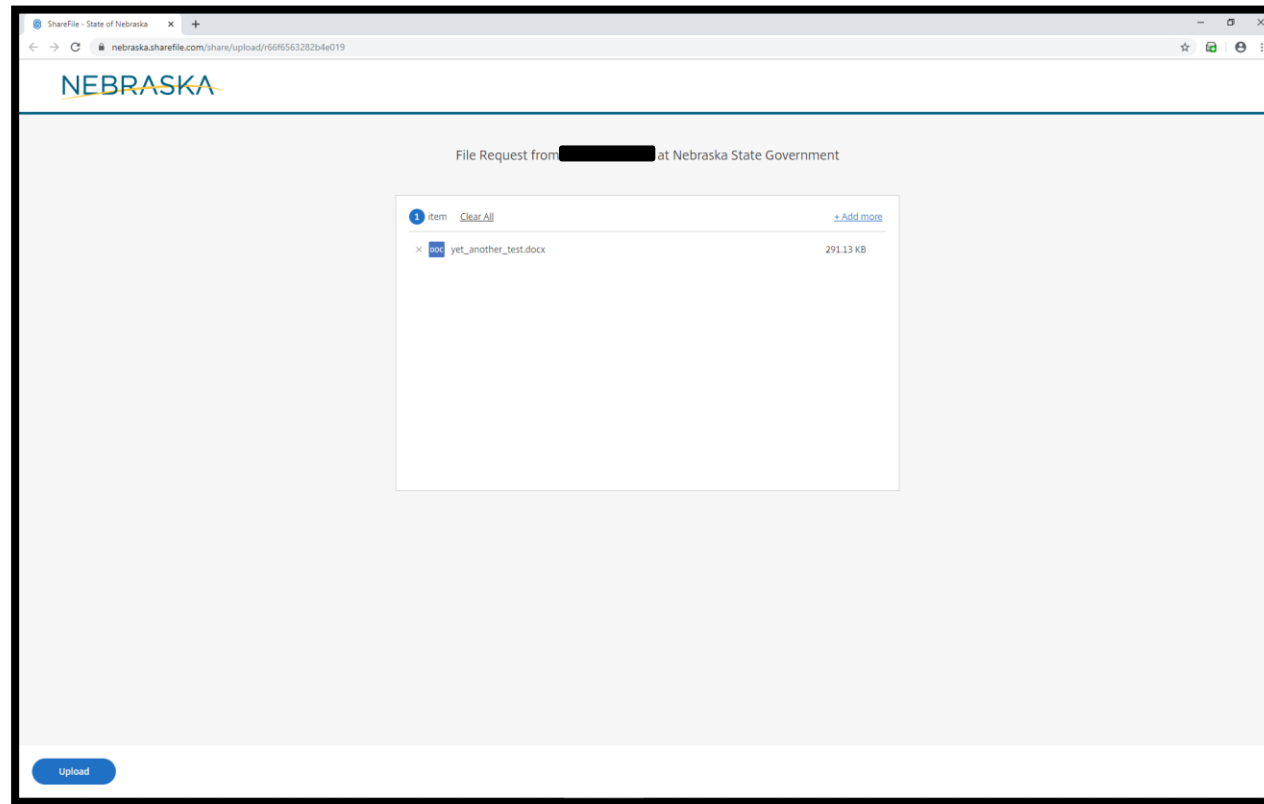 ShareFile - State of Nebraska
nebraska.sharefile.com/share/upload/r66f6563282b4e019
NEBRASKA
File Request from at Nebraska State Government
1 item Clear All + Add more
DOC yet_another_test.docx 291.13 KB
Upload